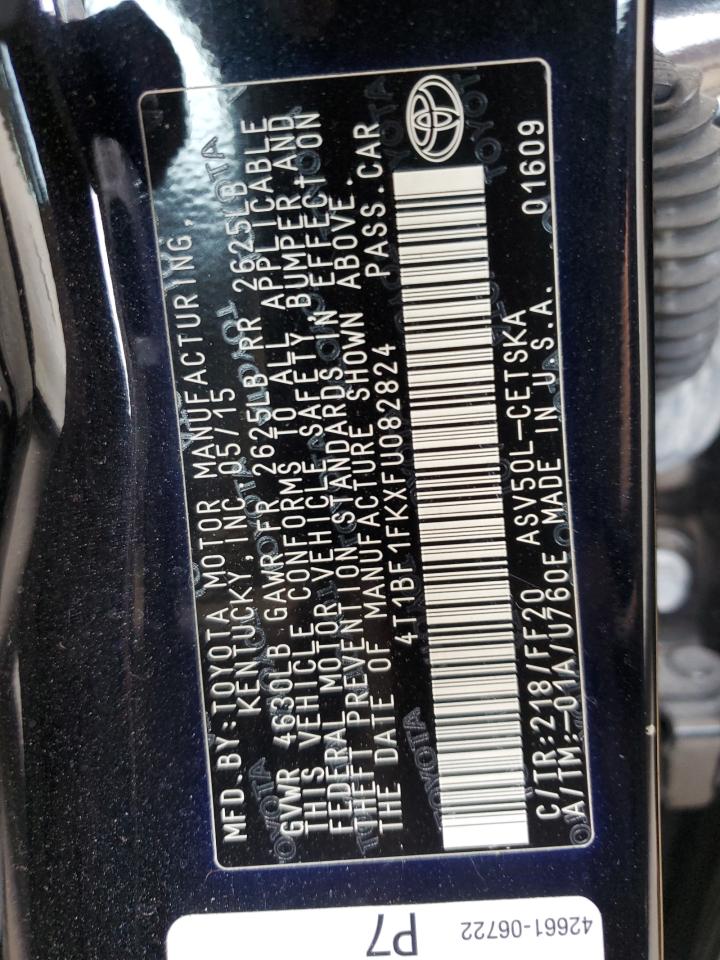 MFD.BY:TOYOTA MOTOR MANUFACTURING,
KENTUCKY,INC. 05/15
GVWR 4630LB GAWR FR 2625LB RR 2625LB
THIS VEHICLE CONFORMS TO ALL APPLICABLE
FEDERAL MOTOR VEHICLE SAFETY BUMPER AND
THEFT PREVENTION STANDARDS IN EFFECT ON
THE DATE OF MANUFACTURE SHOWN ABOVE.
4T1BF1FKXFU082824 PASS.CAR
C/TR:218/FF20 ASV50L-CETSKA
A/TM:-01A/U760E MADE IN U.S.A. 01609
42661-06722
P7